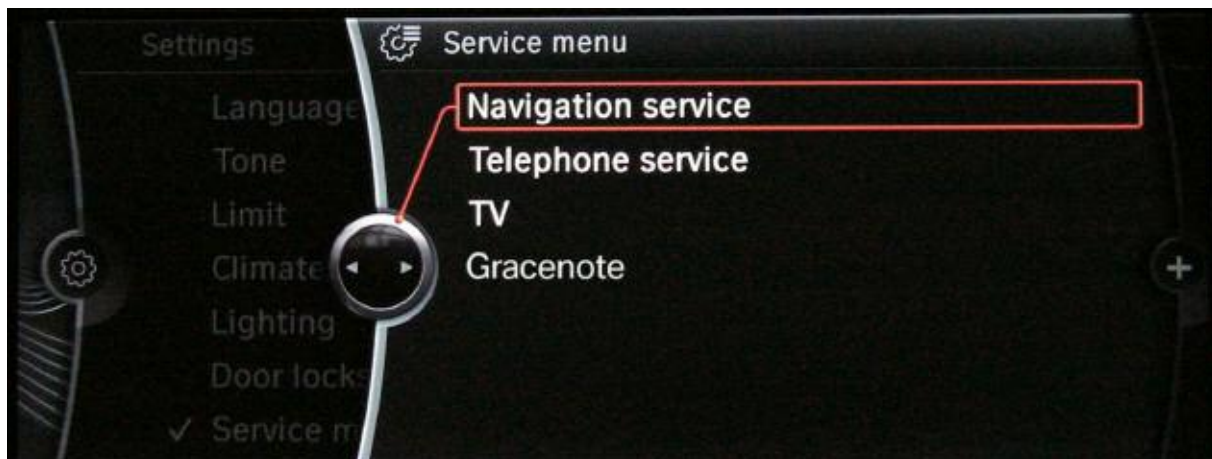 Settings
Language
Tone
Limit
Climate
Lighting
Door locks
✓ Service m
Service menu
Navigation service
Telephone service
TV
Gracenote